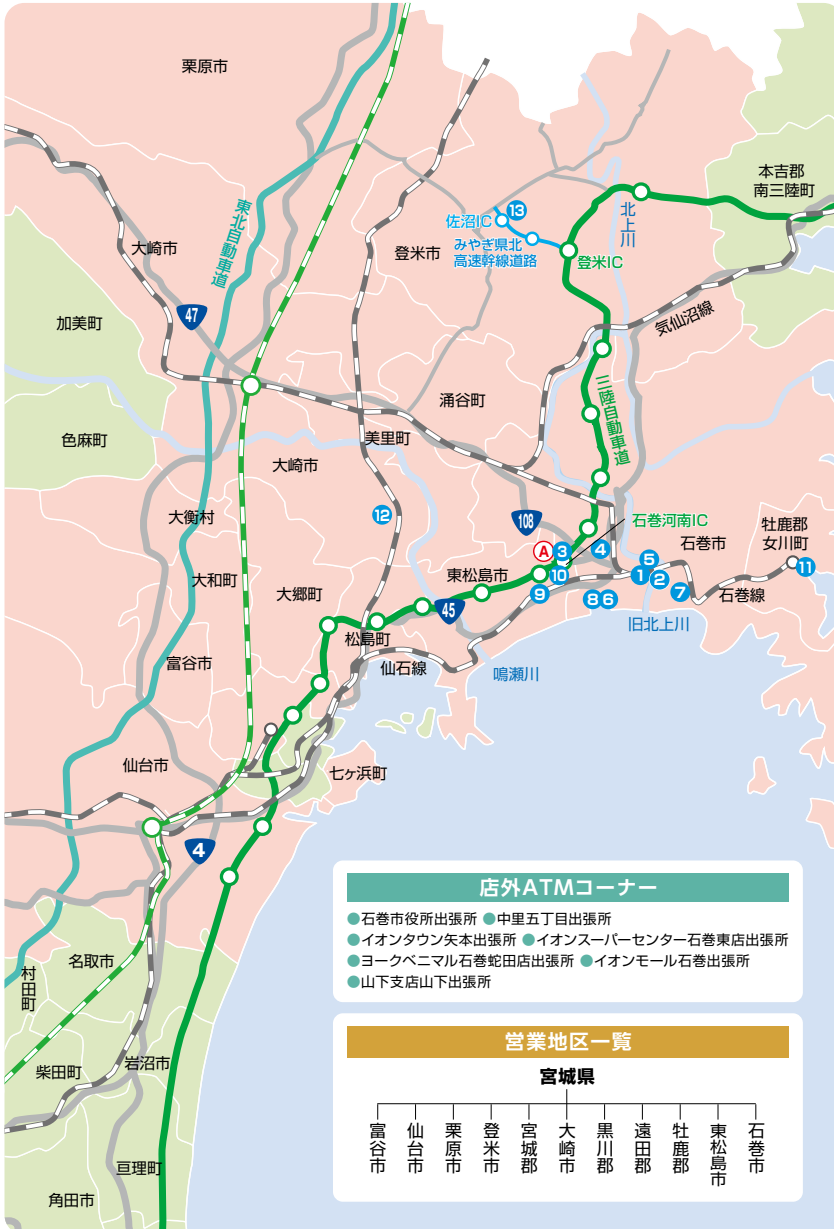 栗原市
本吉郡
南三陸町
東北自動車道
北上川
佐沼IC
13
大崎市
登米市
みやぎ県北
高速幹線道路
登米IC
47
加美町
気仙沼線
涌谷町
三陸自動車道
色麻町
美里町
大崎市
大衡村
12
108
石巻河南IC
牡鹿郡
女川町
A
3
4
5
石巻市
11
大和町
東松島市
10
1
2
大郷町
9
8
6
7
石巻線
45
旧北上川
松島町
仙石線
鳴瀬川
富谷市
仙台市
七ヶ浜町
4
店外ATMコーナー
●石巻市役所出張所 ●中里五丁目出張所
●イオンタウン矢本出張所 ●イオンスーパーセンター石巻東店出張所
●ヨークベニマル石巻蛇田店出張所 ●イオンモール石巻出張所
●山下支店山下出張所
名取市
村田町
営業地区一覧
宮城県
富谷市
仙台市
栗原市
登米市
宮城郡
大崎市
黒川郡
遠田郡
牡鹿郡
東松島市
石巻市
岩沼市
柴田町
亘理町
角田市